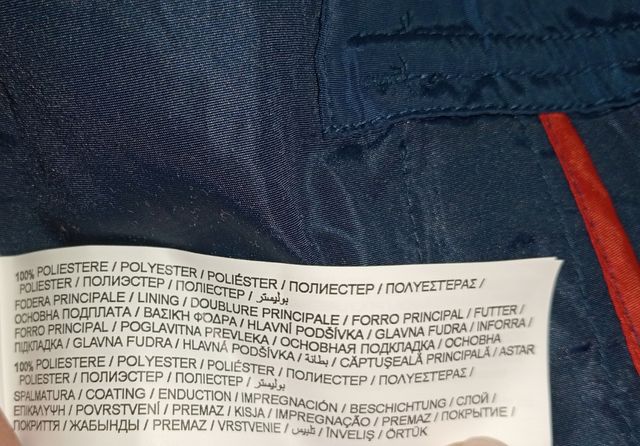 100% POLIESTERE / POLYESTER / POLIÉSTER / ПОЛИЕСТЕР / ΠΟΛΥΕΣΤΕΡΑΣ /
POLIESTER / ПОЛИЭСТЕР / ПОЛІЕСТЕР / بوليستر /
FODERA PRINCIPALE / LINING / DOUBLURE PRINCIPALE / FORRO PRINCIPAL / FUTTER /
ОСНОВНА ПОДПЛАТА / ΒΑΣΙΚΗ ΦΟΔΡΑ / HLAVNÍ PODŠÍVKA / GLAVNA FUDRA / INFORRA /
FORRO PRINCIPAL / POGLAVITNA PREVLEKA / ОСНОВНАЯ ПОДКЛАДКА / ОСНОВНА
ПІДКЛАДКА / GLAVNA FUDRA / HLAVNÁ PODŠÍVKA / بطانة / CĂPTUȘEALĂ PRINCIPALĂ / ASTAR
100% POLIESTERE / POLYESTER / POLIÉSTER / ПОЛИЕСТЕР / ΠΟΛΥΕΣΤΕΡΑΣ /
POLIESTER / ПОЛИЭСТЕР / ПОЛІЕСТЕР / بوليستر /
SPALMATURA / COATING / ENDUCTION / IMPREGNACIÓN / BESCHICHTUNG / СЛОЙ /
ΕΠΙΚΑΛΥΨΗ / POVRSTVENÍ / PREMAZ / KISJA / IMPREGNAÇÃO / PREMAZ / ПОКРЫТИЕ /
ПОКРИТТЯ / ЖАБЫНДЫ / PREMAZ / VRSTVENIE / تلبيس / ÎNVELIȘ / ÖRTÜK